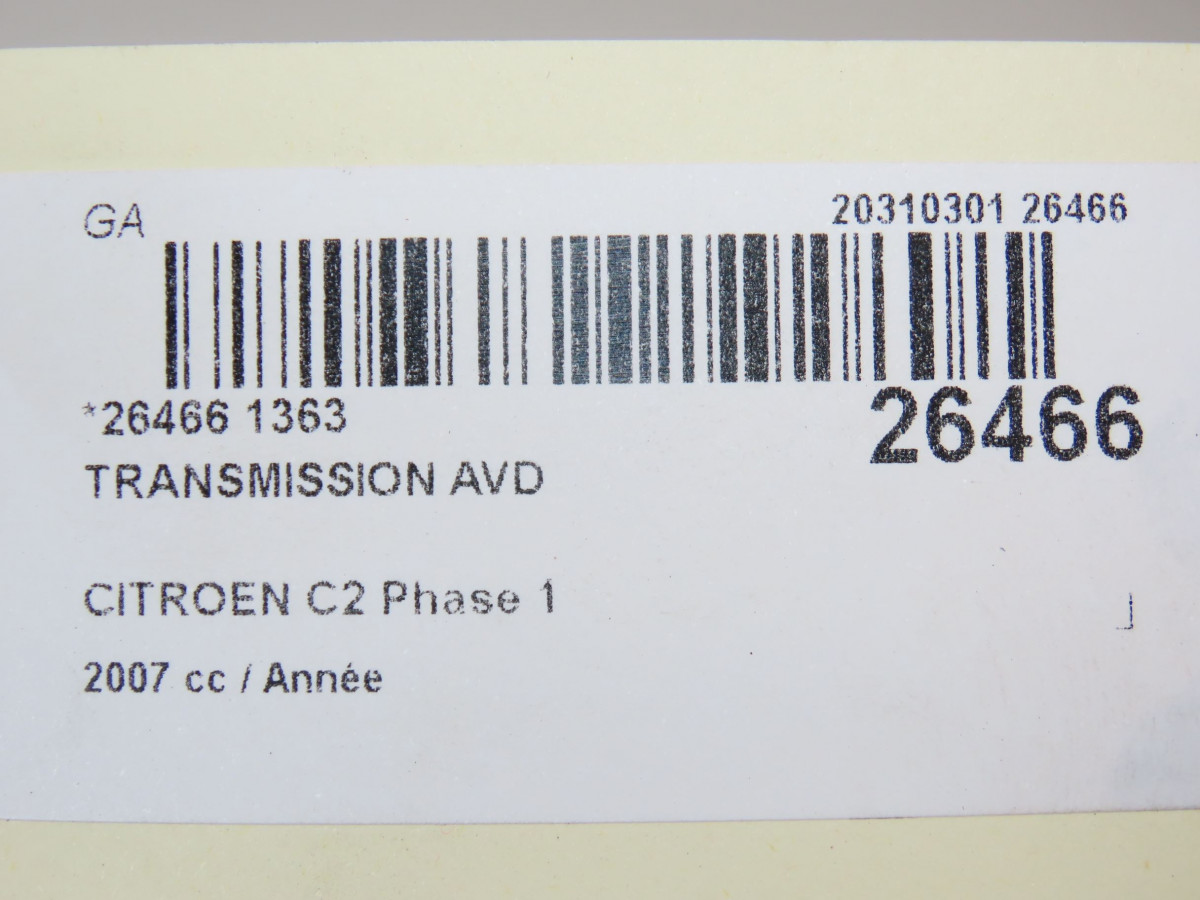 GA
20310301 26466
*26466 1363
26466
TRANSMISSION AVD
CITROEN C2 Phase 1
2007 cc / Année